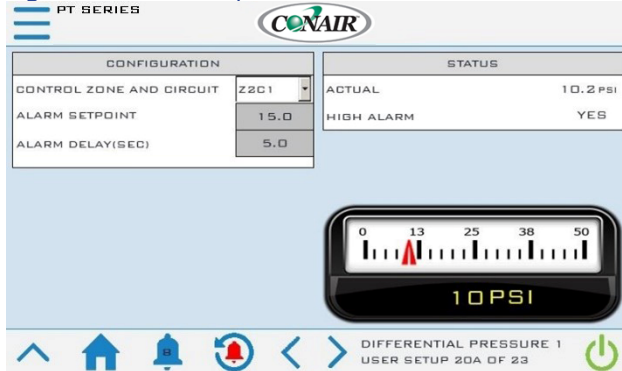 PT SERIES
CONAIR
CONFIGURATION
CONTROL ZONE AND CIRCUIT Z2C1
ALARM SETPOINT 15.0
ALARM DELAY(SEC) 5.0
STATUS
ACTUAL 10.2 PSI
HIGH ALARM YES
0 13 25 38 50
10PSI
8
DIFFERENTIAL PRESSURE 1
USER SETUP 20A OF 23